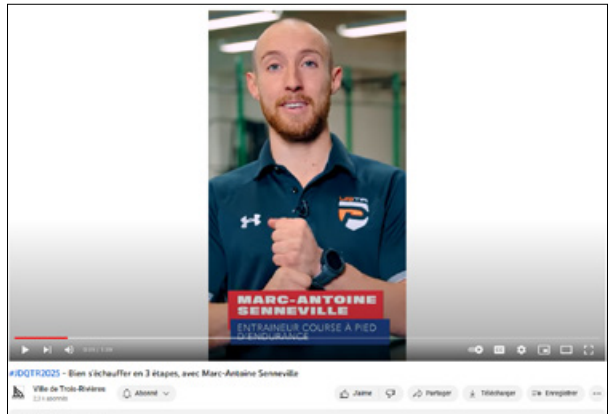 MARC-ANTOINE
SENNEVILLE
ENTRAINEUR COURSE À PIED
D'ENDURANCE
#JDQTR2025 – Bien s'échauffer en 3 étapes, avec Marc-Antoine Senneville
Ville de Trois-Rivières
abonnés
Abonné
J'aime
Partager
Télécharger
Enregistrer